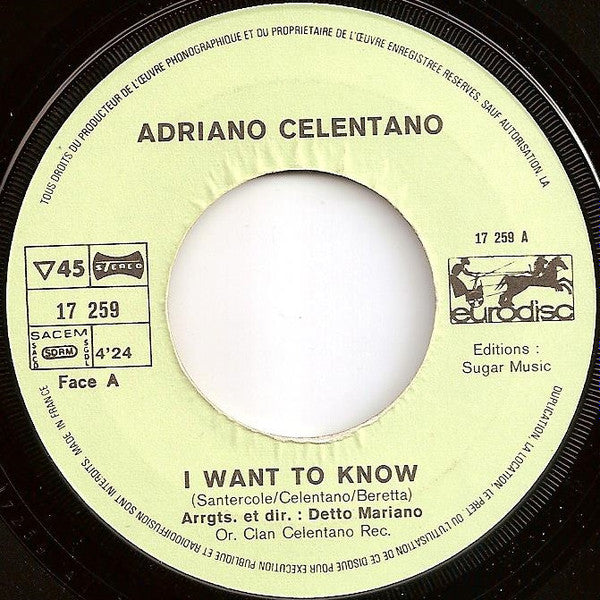 TOUS DROITS DU PRODUCTEUR DE L'ŒUVRE PHONOGRAPHIQUE ET DU PROPRIETAIRE DE L'ŒUVRE ENREGISTREE RESERVES. SAUF AUTORISATION, LA
DUPLICATION, LA LOCATION, LE PRET OU L'UTILISATION DE CE DISQUE POUR EXECUTION PUBLIQUE ET RADIODIFFUSION SONT INTERDITS. MADE IN FRANCE
ADRIANO CELENTANO
▽45 STEREO
17 259
SACEM
SACD SDRM SGDL 4'24
Face A
17 259 A
eurodisc
Editions :
Sugar Music
I WANT TO KNOW
(Santercole/Celentano/Beretta)
Arrgts. et dir. : Detto Mariano
Or. Clan Celentano Rec.